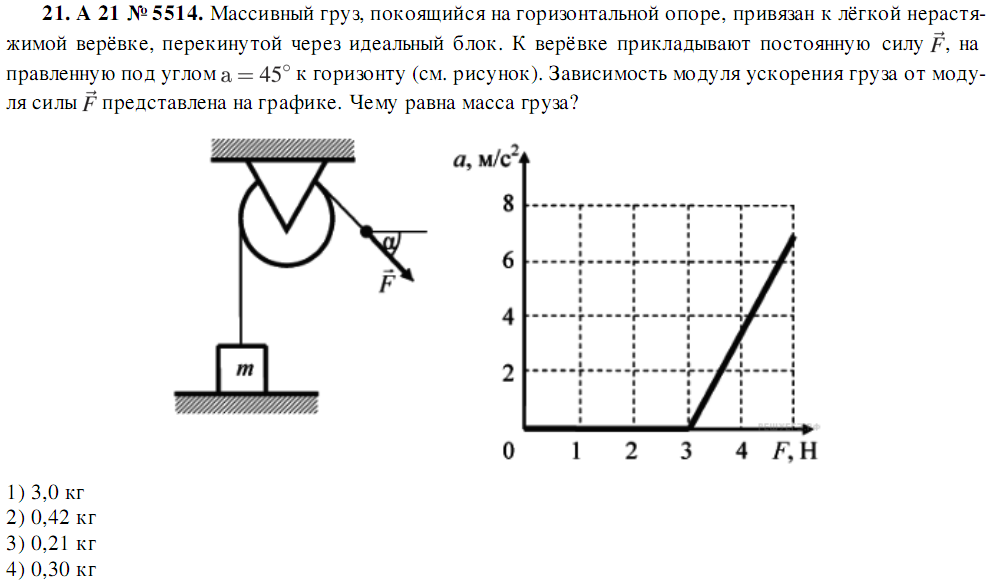 21. А 21 № 5514. Массивный груз, покоящийся на горизонтальной опоре, привязан к лёгкой нерастя-
жимой верёвке, перекинутой через идеальный блок. К верёвке прикладывают постоянную силу F⃗, на
правленную под углом a = 45° к горизонту (см. рисунок). Зависимость модуля ускорения груза от моду-
ля силы F⃗ представлена на графике. Чему равна масса груза?
a, м/с²
8
6
4
2
0 1 2 3 4 F, Н
α
F⃗
m
1) 3,0 кг
2) 0,42 кг
3) 0,21 кг
4) 0,30 кг